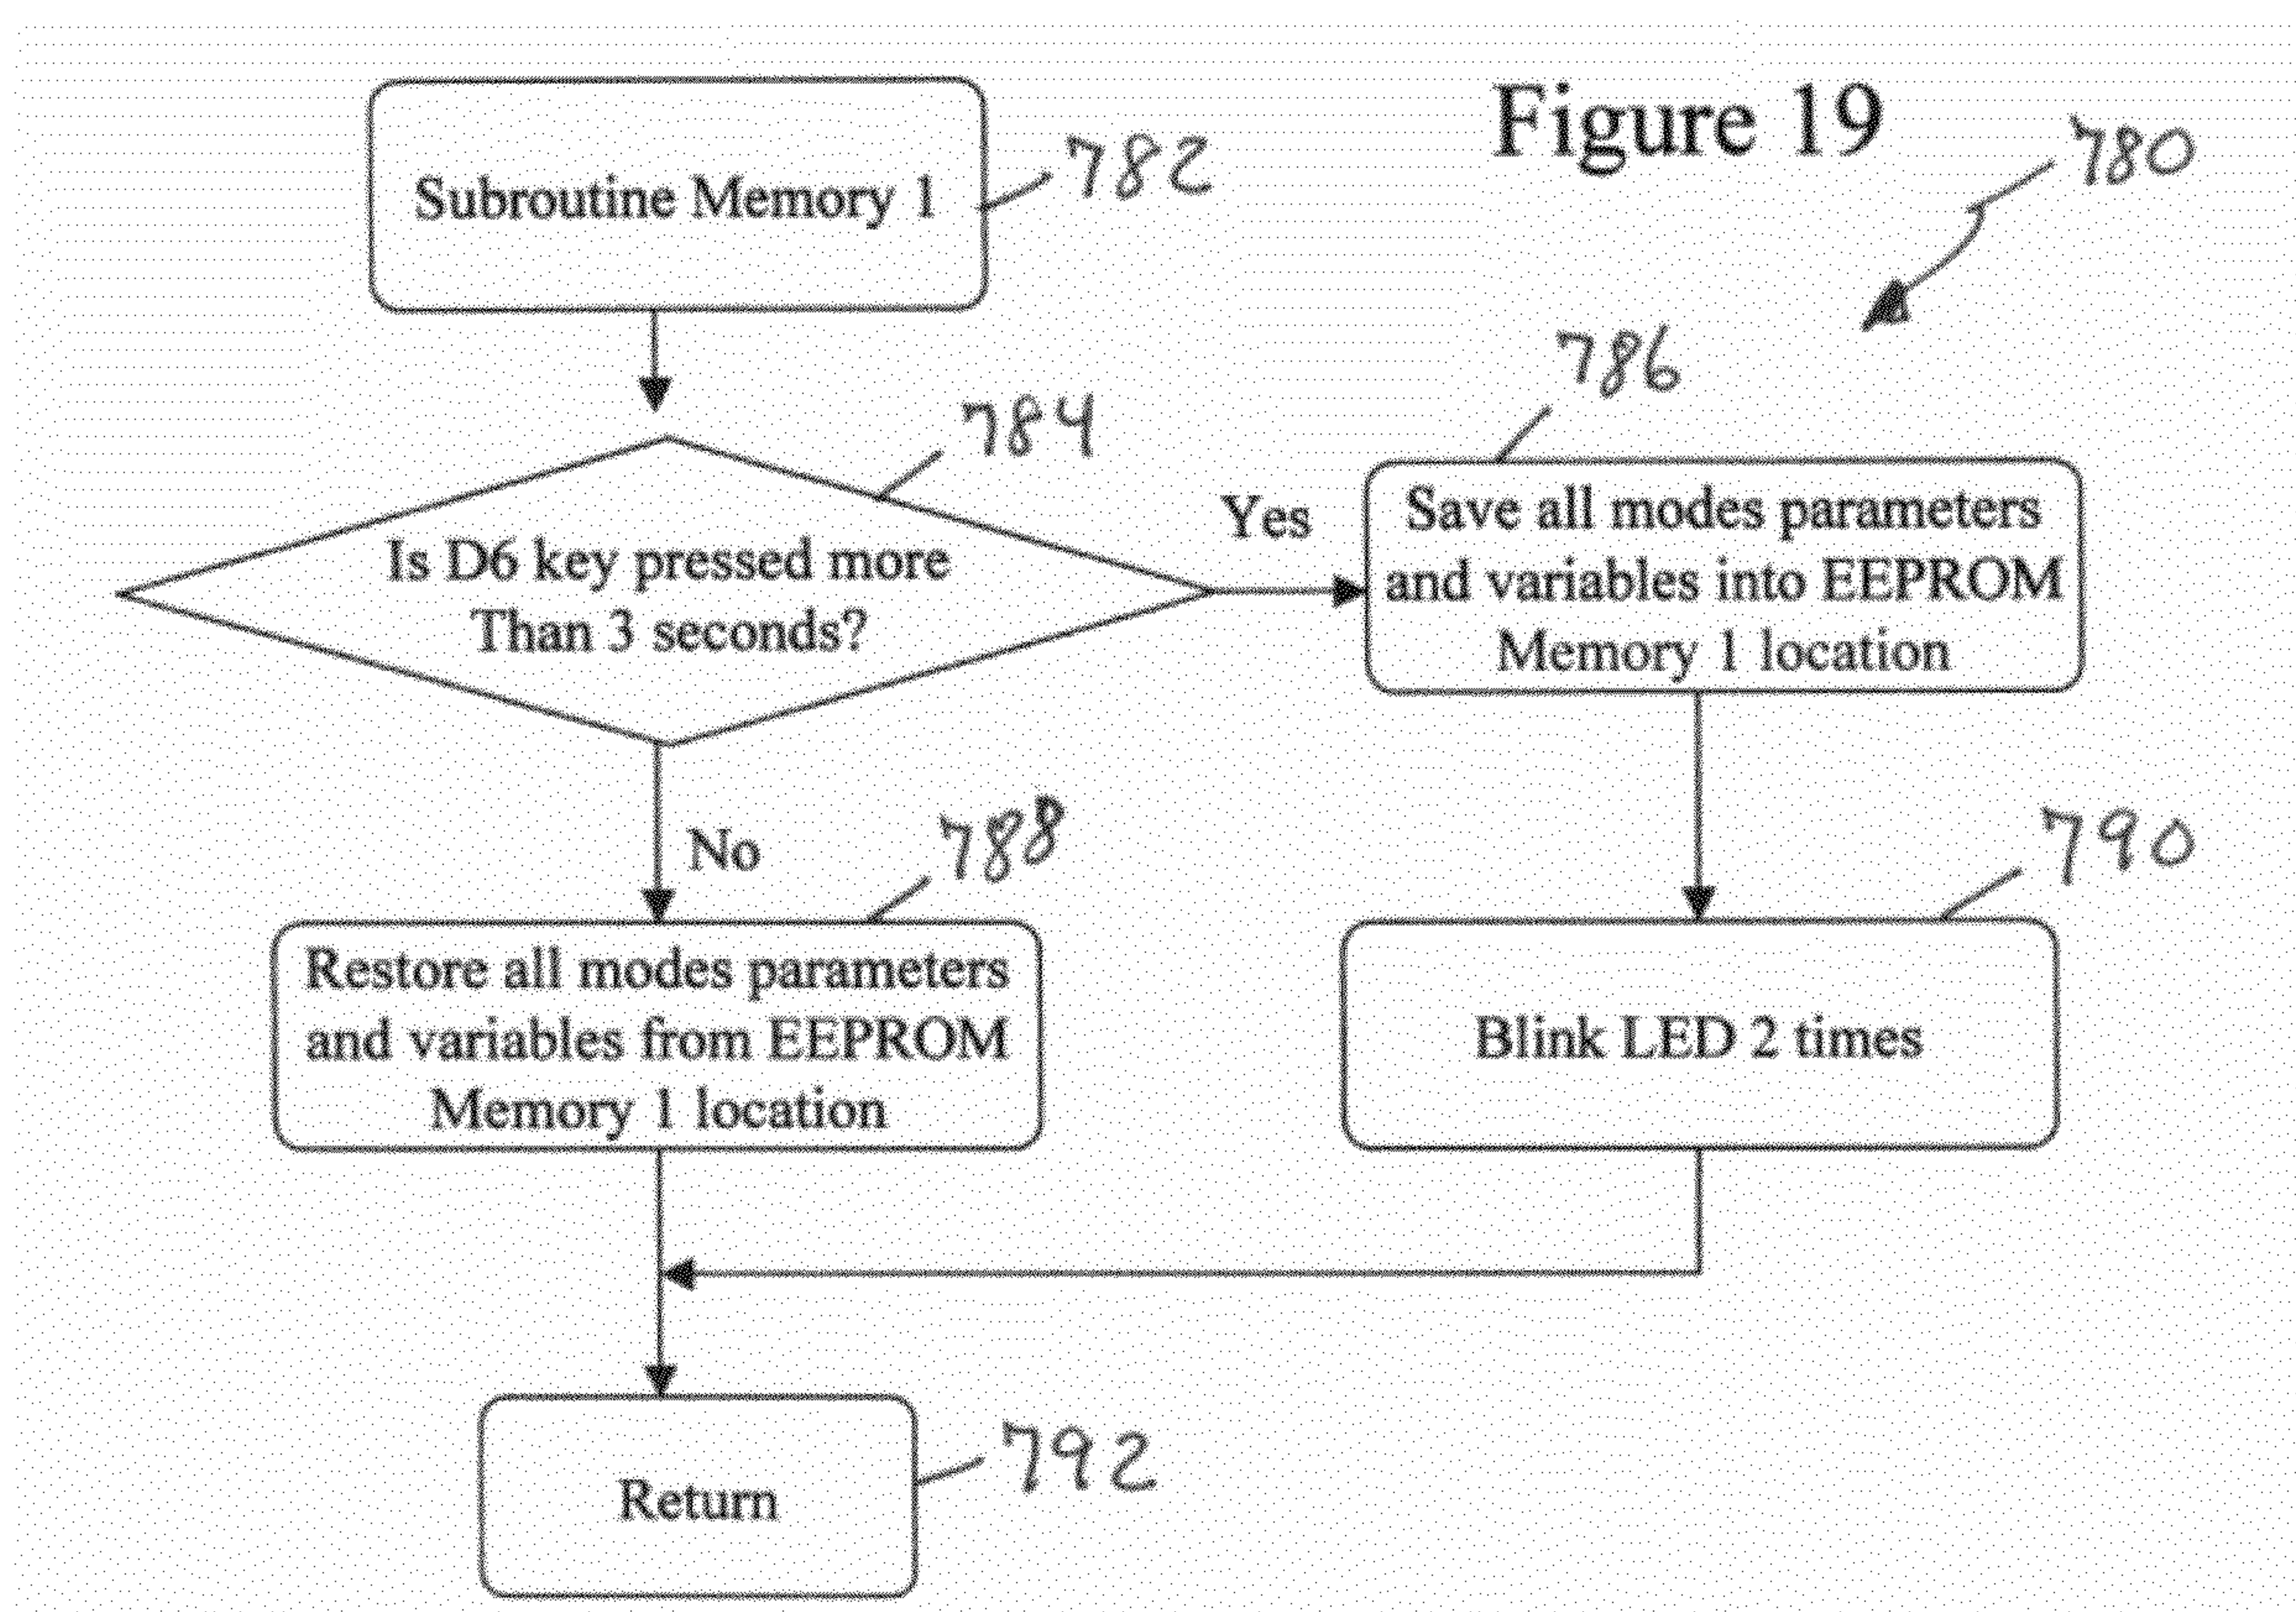 Figure 19
780
Subroutine Memory 1
782
784
Is D6 key pressed more
Than 3 seconds?
Yes
786
Save all modes parameters
and variables into EEPROM
Memory 1 location
No
788
Restore all modes parameters
and variables from EEPROM
Memory 1 location
790
Blink LED 2 times
Return
792